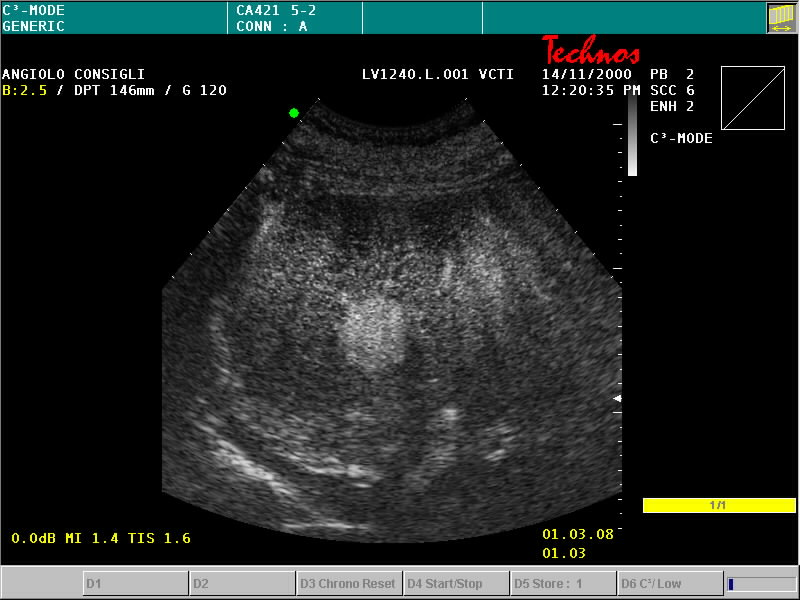 C³-MODE
GENERIC
CA421 5-2
CONN : A
Technos
ANGIOLO CONSIGLI
LV1240.L.001 VCTI
14/11/2000
PB 2
B:2.5 / DPT 146mm / G 120
12:20:35 PM
SCC 6
ENH 2
C³-MODE
1/1
0.0dB MI 1.4 TIS 1.6
01.03.08
01.03
D1
D2
D3 Chrono Reset
D4 Start/Stop
D5 Store : 1
D6 C³/ Low